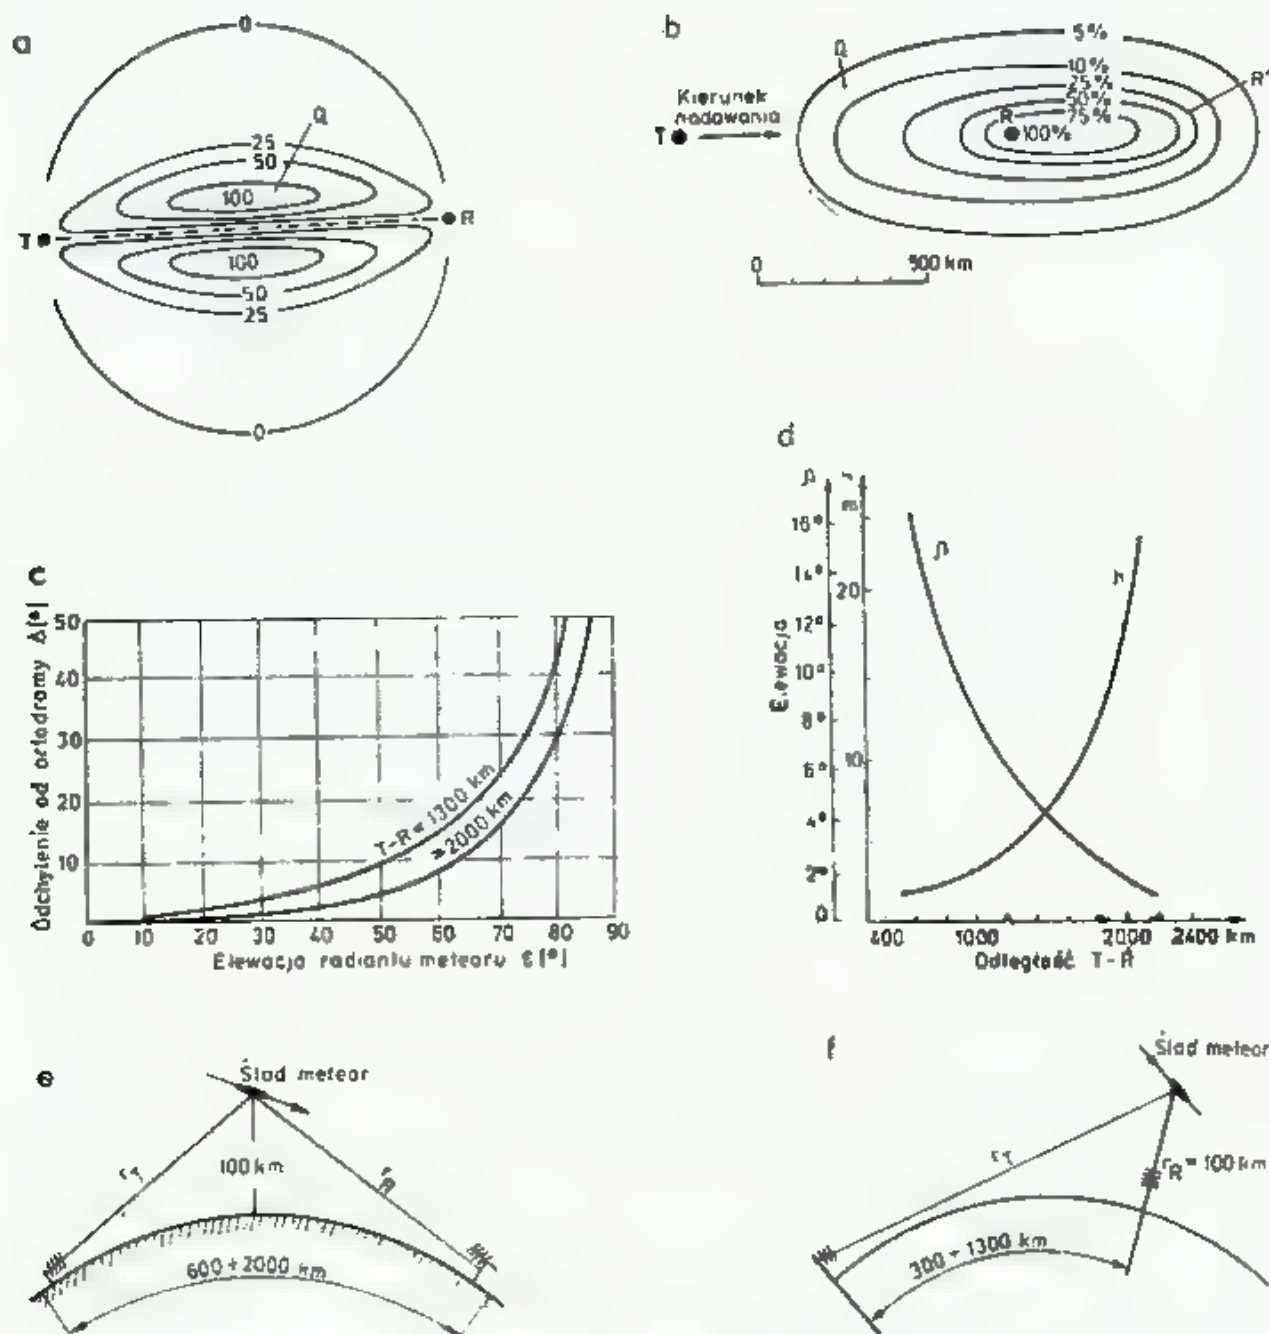 a
0
25
50
Q
100
T
R
100
50
25
0
b
5%
10%
25%
50%
75%
Q
R'
Kierunek
nadawania
T
R
100%
0
500 km
c
Odchylenie od ortodromy Δ[°]
50
40
30
20
10
0
T-R = 1300 km
≥2000 km
0 10 20 30 40 50 60 70 80 90
Elewacja radiantu meteoru ε[°]
d
β
m
16°
14°
12°
10°
8°
6°
4°
2°
0
20
10
β
h
Elewacja
400 1000 2000 2400 km
Odległość T-R
e
Ślad meteor
100 km
rT
rR
600 ÷ 2000 km
f
Ślad meteor
rT
rR = 100 km
300 ÷ 1300 km